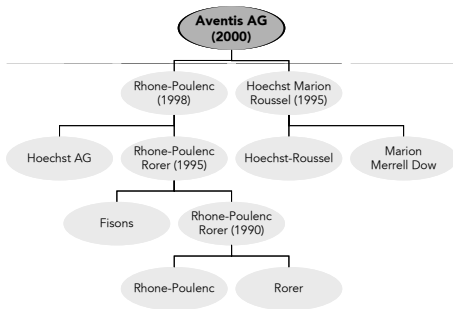 Aventis AG
(2000)
Rhone-Poulenc
(1998)
Hoechst Marion
Roussel (1995)
Hoechst AG
Rhone-Poulenc
Rorer (1995)
Hoechst-Roussel
Marion
Merrell Dow
Fisons
Rhone-Poulenc
Rorer (1990)
Rhone-Poulenc
Rorer